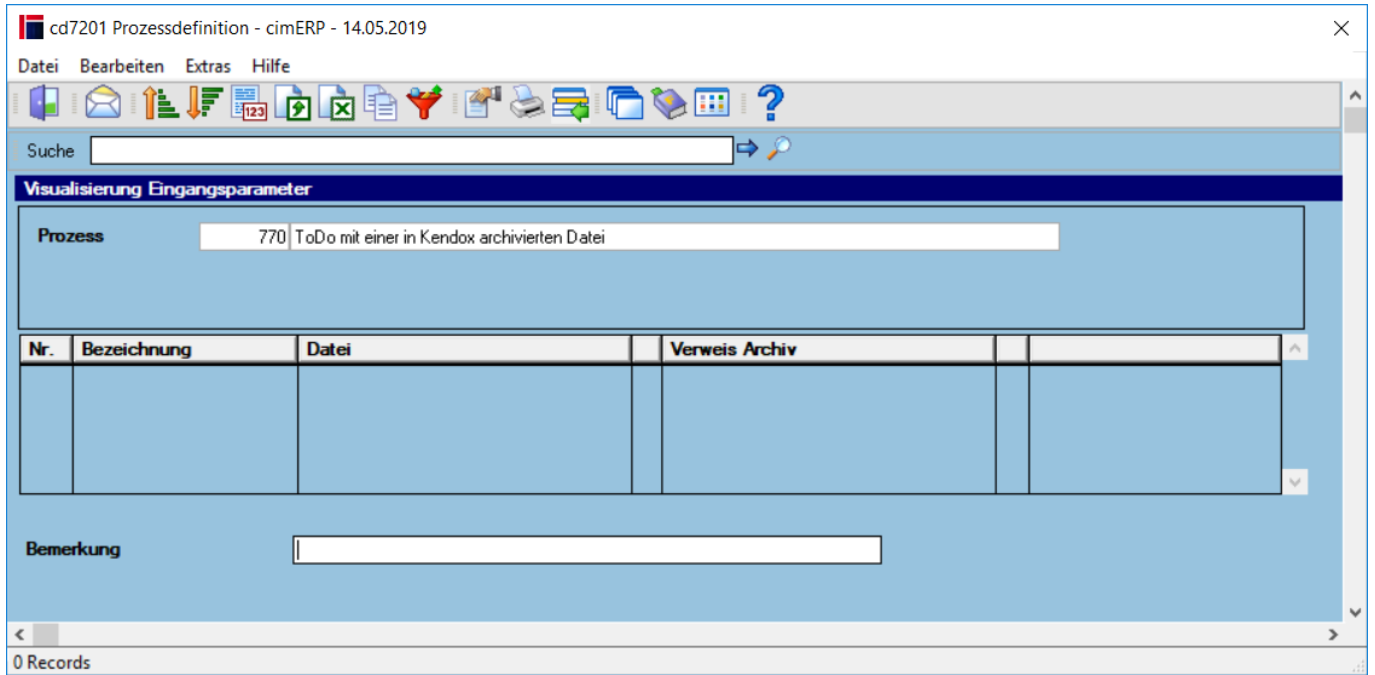 cd7201 Prozessdefinition - cimERP - 14.05.2019
Datei Bearbeiten Extras Hilfe
123
Suche
Visualisierung Eingangsparameter
Prozess 770 ToDo mit einer in Kendox archivierten Datei
Nr. Bezeichnung Datei Verweis Archiv
Bemerkung
0 Records